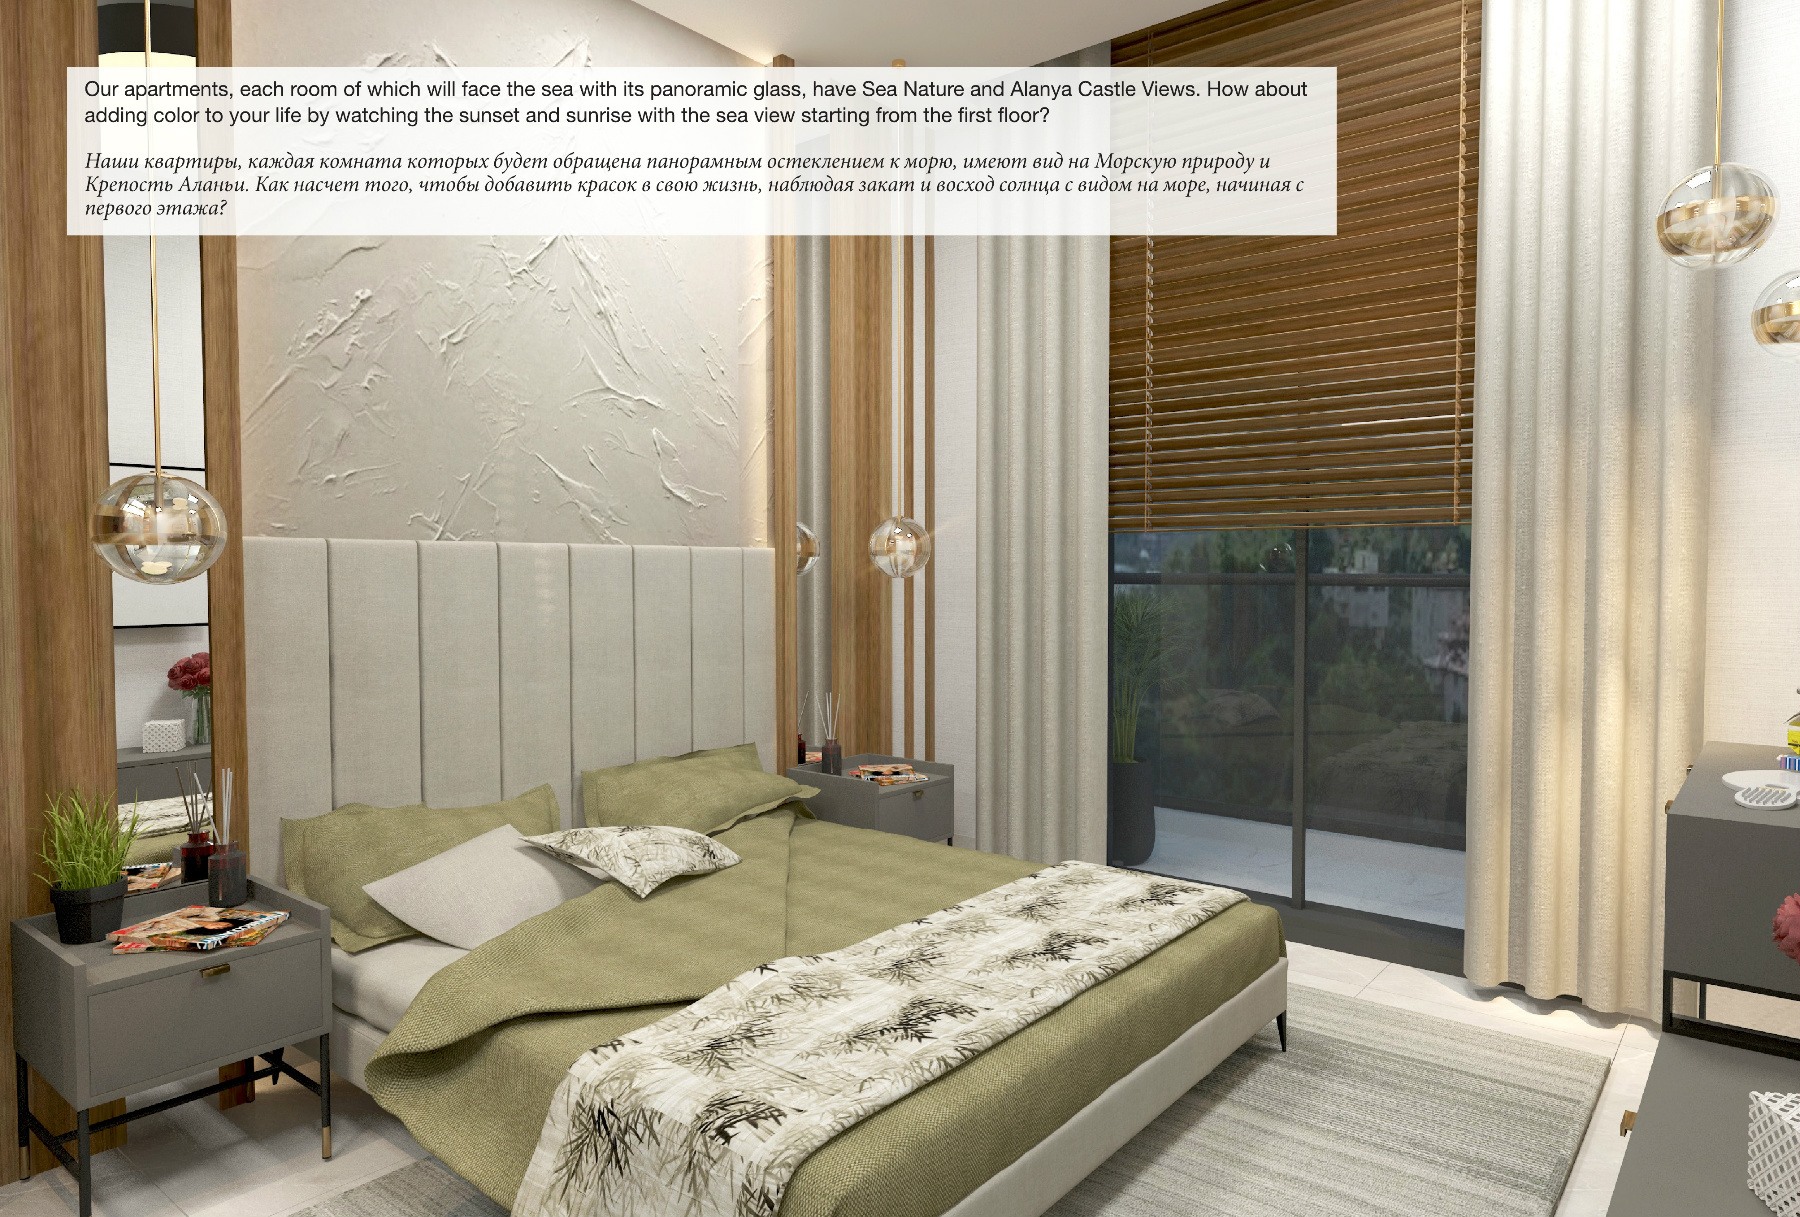 Our apartments, each room of which will face the sea with its panoramic glass, have Sea Nature and Alanya Castle Views. How about
adding color to your life by watching the sunset and sunrise with the sea view starting from the first floor?
Наши квартиры, каждая комната которых будет обращена панорамным остеклением к морю, имеют вид на Морскую природу и
Крепость Аланьи. Как насчет того, чтобы добавить красок в свою жизнь, наблюдая закат и восход солнца с видом на море, начиная с
первого этажа?